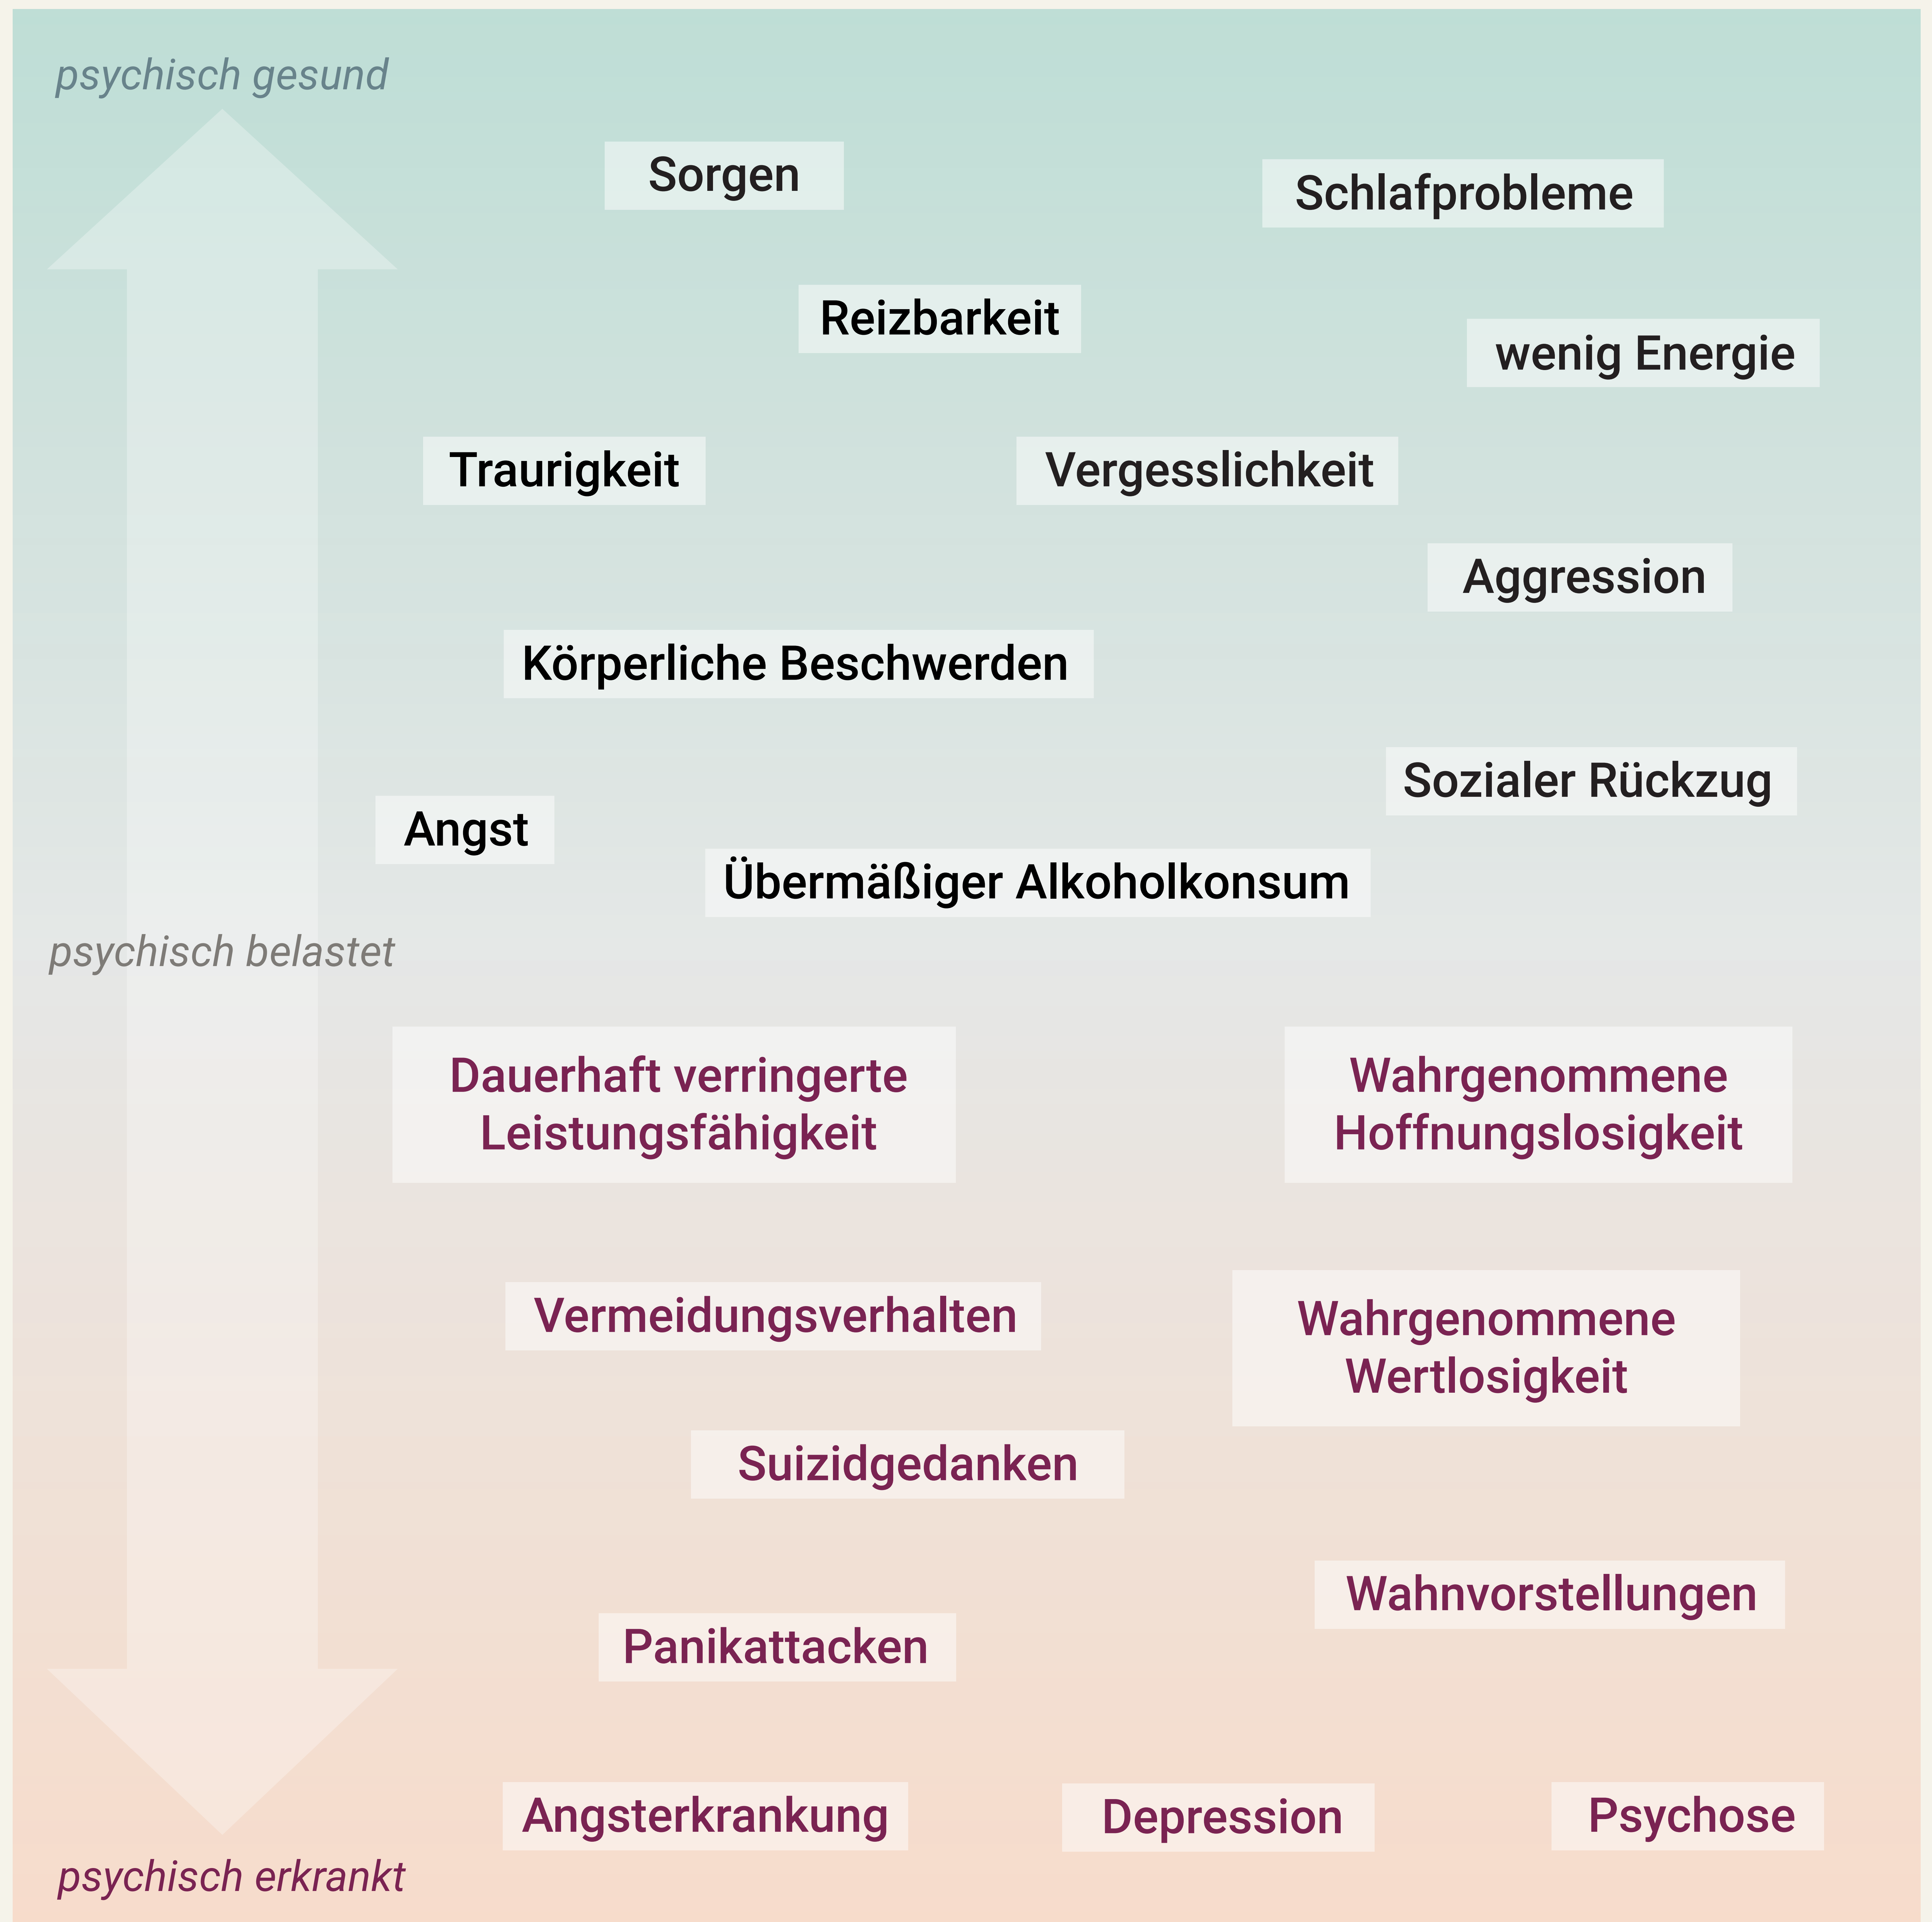 psychisch gesund
Sorgen
Schlafprobleme
Reizbarkeit
wenig Energie
Traurigkeit
Vergesslichkeit
Aggression
Körperliche Beschwerden
Sozialer Rückzug
Angst
Übermäßiger Alkoholkonsum
psychisch belastet
Dauerhaft verringerte
Leistungsfähigkeit
Wahrgenommene
Hoffnungslosigkeit
Vermeidungsverhalten
Wahrgenommene
Wertlosigkeit
Suizidgedanken
Wahnvorstellungen
Panikattacken
Angsterkrankung
Depression
Psychose
psychisch erkrankt